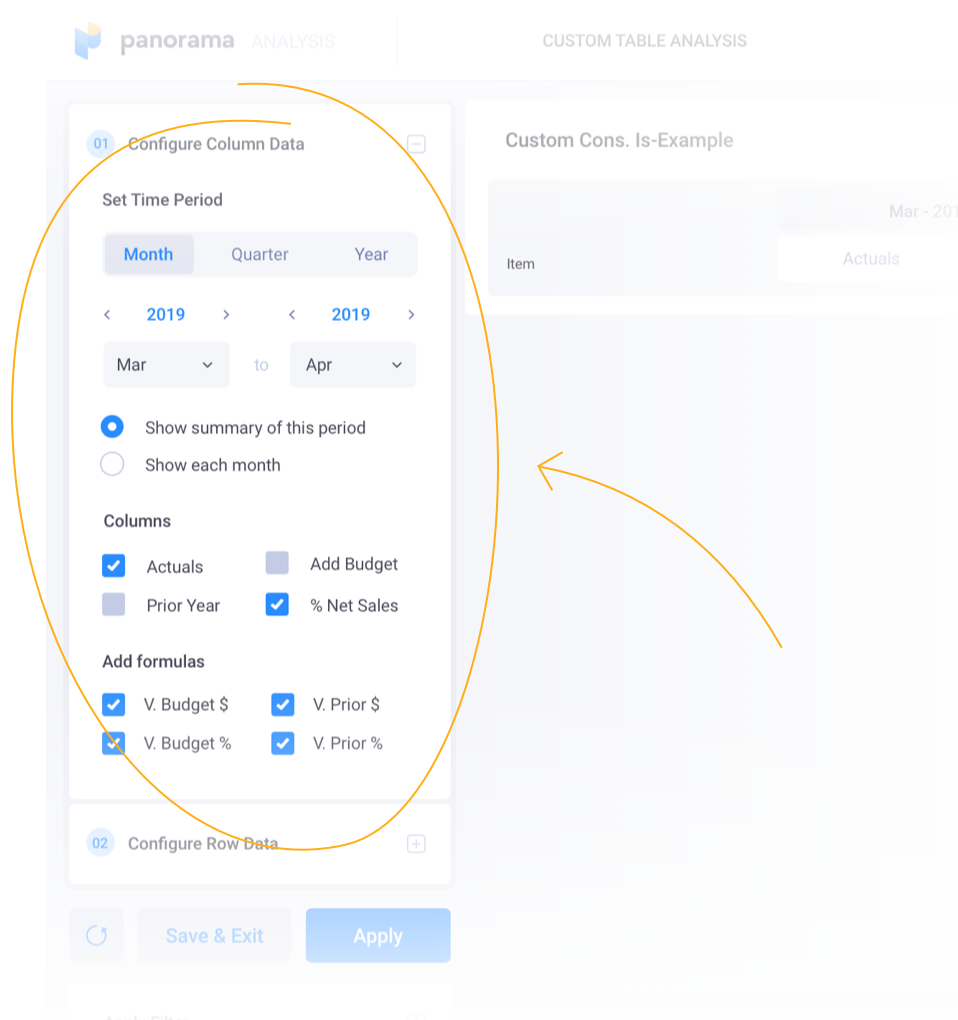 panorama ANALYSIS
CUSTOM TABLE ANALYSIS
01 Configure Column Data
Set Time Period
Month Quarter Year
2019 2019
Mar to Apr
Show summary of this period
Show each month
Columns
Actuals Add Budget
Prior Year % Net Sales
Add formulas
V. Budget $ V. Prior $
V. Budget % V. Prior %
02 Configure Row Data
Save & Exit Apply
Custom Cons. Is-Example
Mar - 201
Item
Actuals